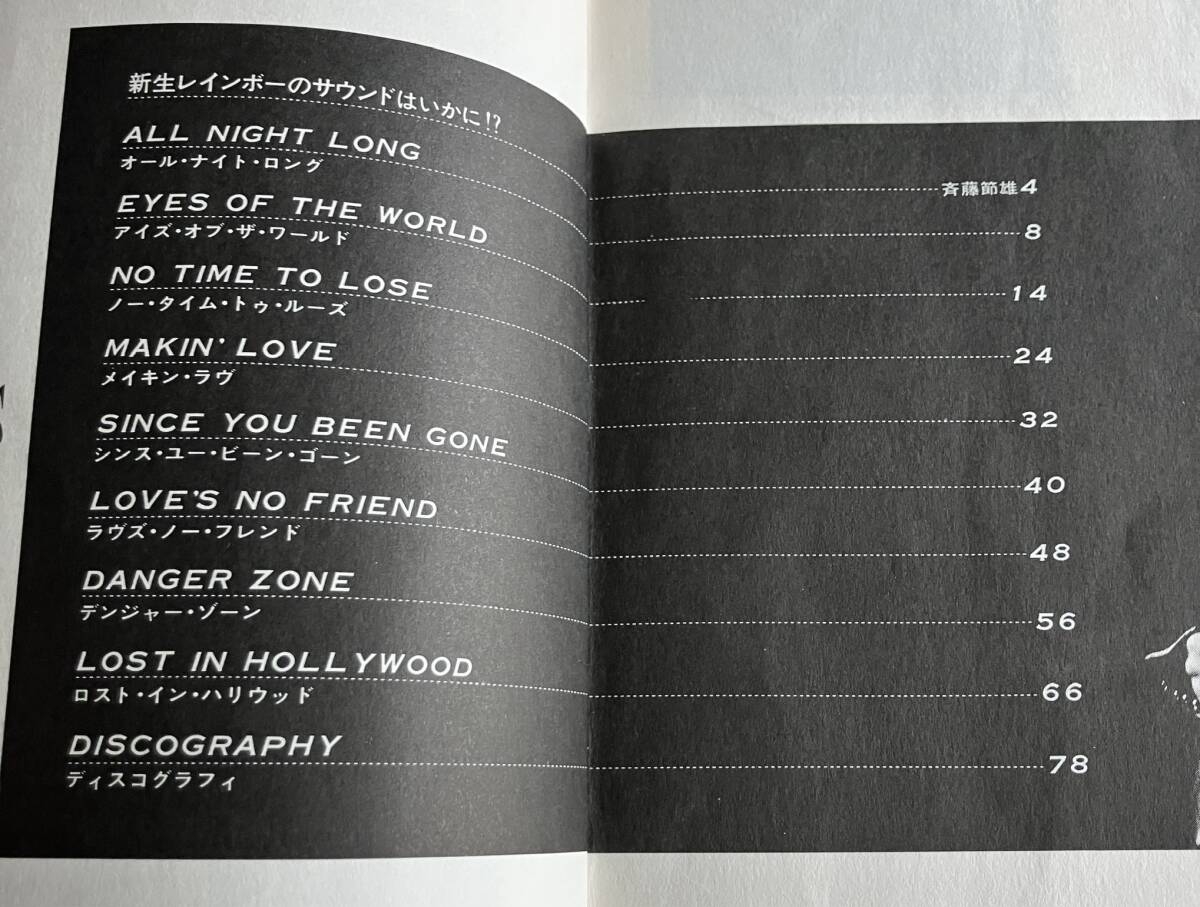 新生レインボーのサウンドはいかに!? 斉藤節雄 4
ALL NIGHT LONG 8
オール・ナイト・ロング
EYES OF THE WORLD 14
アイズ・オブ・ザ・ワールド
NO TIME TO LOSE 24
ノー・タイム・トゥ・ルーズ
MAKIN' LOVE 32
メイキン・ラヴ
SINCE YOU BEEN GONE 40
シンス・ユー・ビーン・ゴーン
LOVE'S NO FRIEND 48
ラヴズ・ノー・フレンド
DANGER ZONE 56
デンジャー・ゾーン
LOST IN HOLLYWOOD 66
ロスト・イン・ハリウッド
DISCOGRAPHY 78
ディスコグラフィ